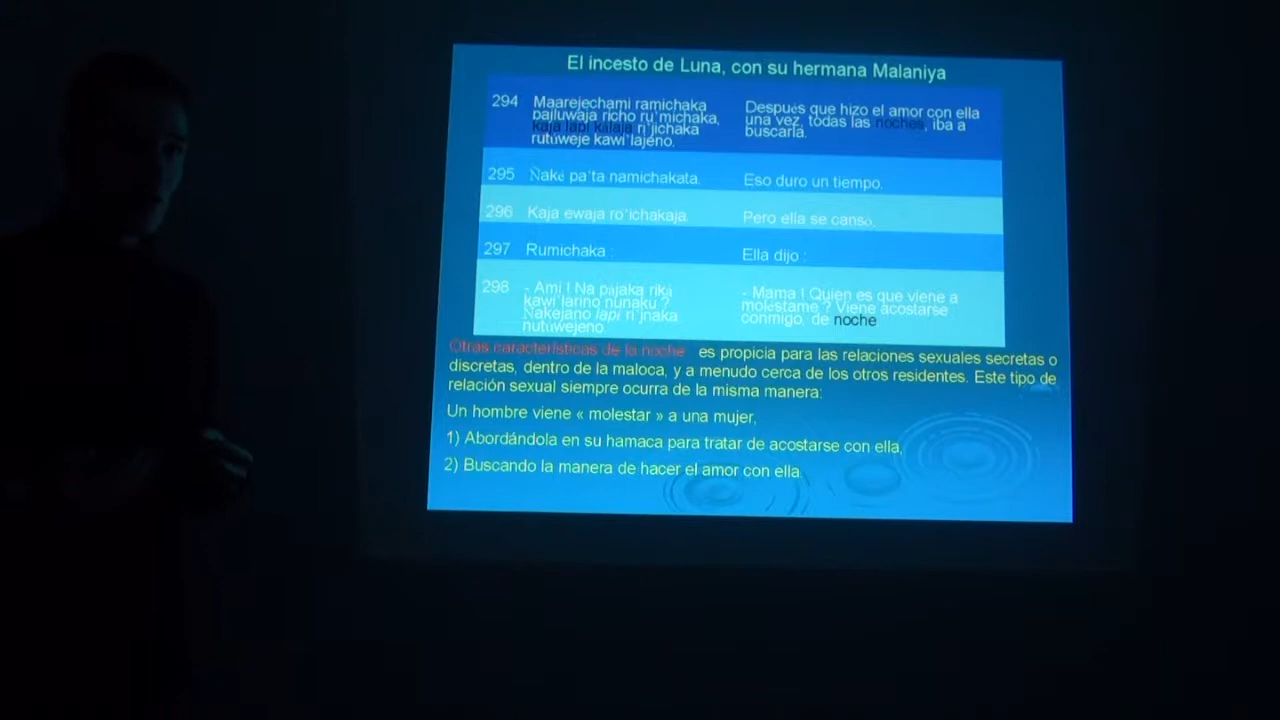 El incesto de Luna, con su hermana Malaniya
294 Maarejechami ramichaka
pajluwaja richo ru'michaka,
kaja lapi kalaja ri'jichaka
rutuweje kawi'lajeno.
Después que hizo el amor con ella
una vez, todas las noches, iba a
buscarla.
295 Ñaké pa'ta namichakata. Eso duro un tiempo.
296 Kaja ewaja ro'ichakaja. Pero ella se cansó.
297 Rumichaka : Ella dijo :
298 - Ami ! Na pajaka rika
kawi'larino nunaku ?
Ñakejano lapi ri'jnaka
nutuwejeno.
- Mama ! Quien es que viene a
molestame ? Viene acostarse
conmigo, de noche
Otras características de la noche es propicia para las relaciones sexuales secretas o
discretas, dentro de la maloca, y a menudo cerca de los otros residentes. Este tipo de
relación sexual siempre ocurra de la misma manera:
Un hombre viene « molestar » a una mujer,
1) Abordándola en su hamaca para tratar de acostarse con ella,
2) Buscando la manera de hacer el amor con ella.